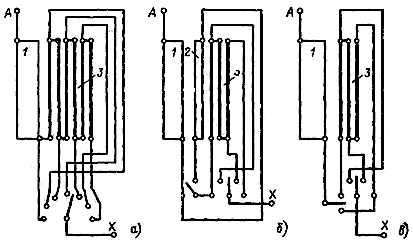 А А А
1 3 1 2 3 1 3
X X X
а) б) в)